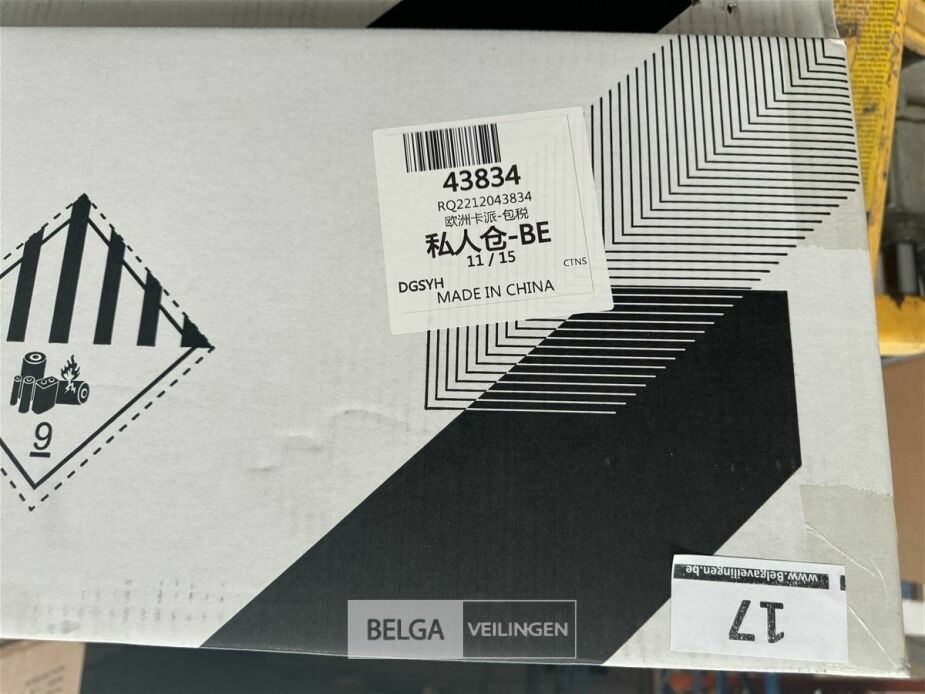 43834
RQ2212043834
欧洲卡派-包税
私人仓-BE
11 / 15
CTNS
DGSYH
MADE IN CHINA
9
www.Belgaveilingen.be
17
BELGA VEILINGEN